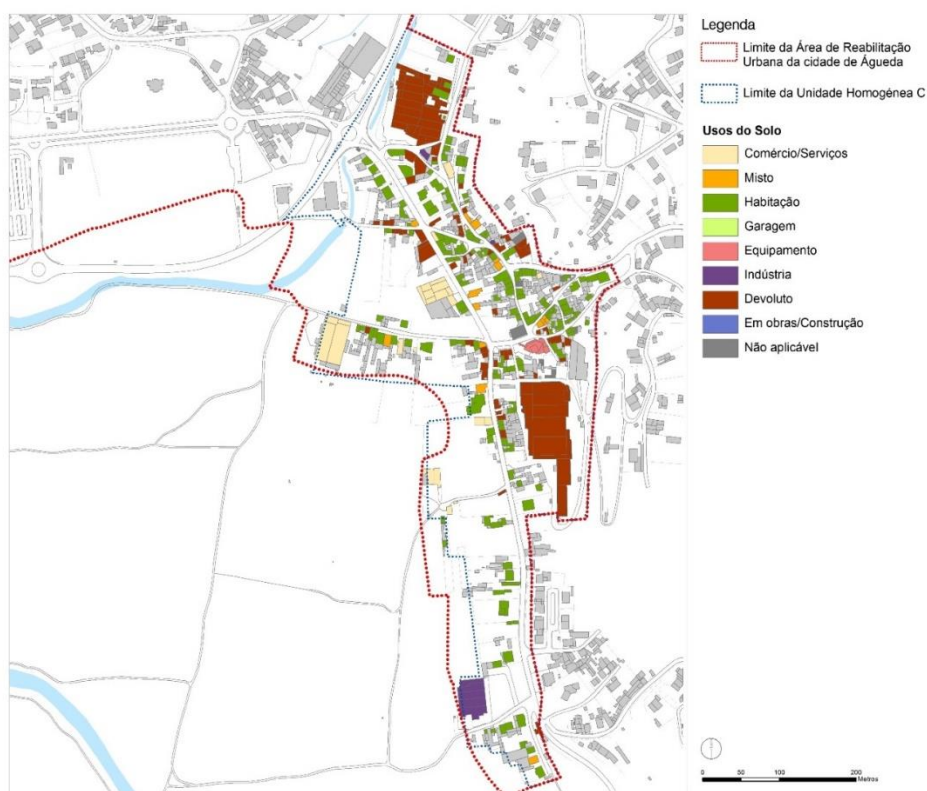 Legenda
Limite da Área de Reabilitação
Urbana da cidade de Águeda
Limite da Unidade Homogénea C
Usos do Solo
Comércio/Serviços
Misto
Habitação
Garagem
Equipamento
Indústria
Devoluto
Em obras/Construção
Não aplicável
0 50 100 200
Metros